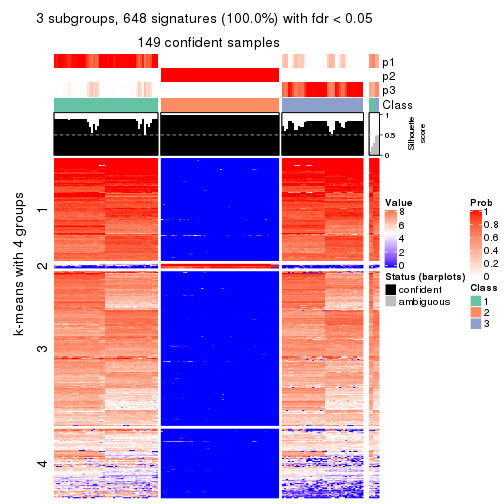 3 subgroups, 648 signatures (100.0%) with fdr < 0.05
149 confident samples
p1
p2
p3
Class
1
0.5
0
Silhouette
score
k-means with 4 groups
1
2
3
4
Value
8
6
4
2
0
Status (barplots)
confident
ambiguous
Prob
1
0.8
0.6
0.4
0.2
0
Class
1
2
3